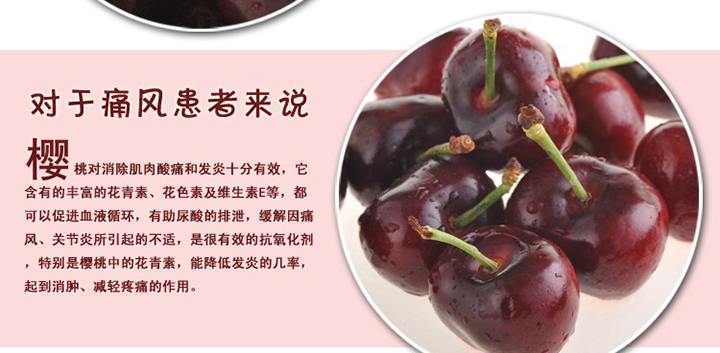 对于痛风患者来说
樱桃对消除肌肉酸痛和发炎十分有效，它
含有的丰富的花青素、花色素及维生素E等，都
可以促进血液循环，有助尿酸的排泄，缓解因痛
风、关节炎所引起的不适，是很有效的抗氧化剂
，特别是樱桃中的花青素，能降低发炎的几率，
起到消肿、减轻疼痛的作用。